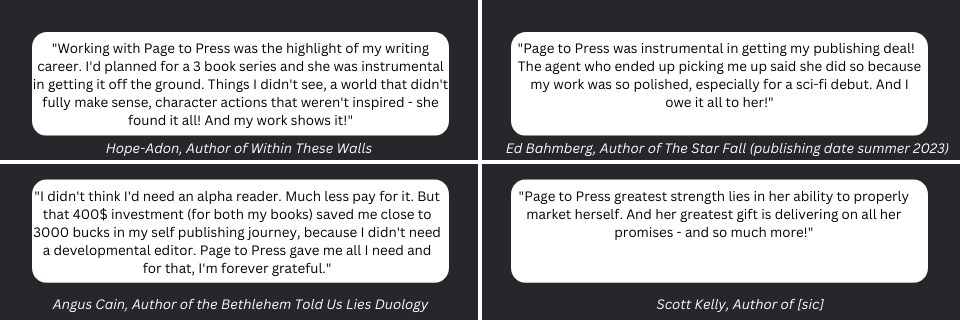 "Working with Page to Press was the highlight of my writing
career. I'd planned for a 3 book series and she was instrumental
in getting it off the ground. Things I didn't see, a world that didn't
fully make sense, character actions that weren't inspired - she
found it all! And my work shows it!"
Hope-Adon, Author of Within These Walls
"Page to Press was instrumental in getting my publishing deal!
The agent who ended up picking me up said she did so because
my work was so polished, especially for a sci-fi debut. And I
owe it all to her!"
Ed Bahmberg, Author of The Star Fall (publishing date summer 2023)
"I didn't think I'd need an alpha reader. Much less pay for it. But
that 400$ investment (for both my books) saved me close to
3000 bucks in my self publishing journey, because I didn't need
a developmental editor. Page to Press gave me all I need and
for that, I'm forever grateful."
Angus Cain, Author of the Bethlehem Told Us Lies Duology
"Page to Press greatest strength lies in her ability to properly
market herself. And her greatest gift is delivering on all her
promises - and so much more!"
Scott Kelly, Author of [sic]